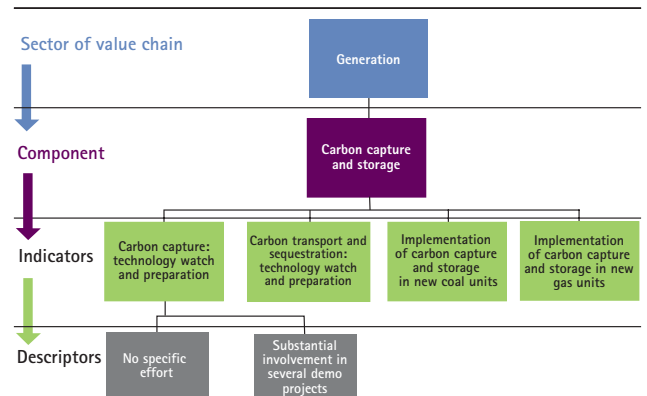 Sector of value chain
Generation
Component
Carbon capture
and storage
Indicators
Carbon capture:
technology watch
and preparation
Carbon transport and
sequestration:
technology watch
and preparation
Implementation
of carbon capture
and storage
in new coal units
Implementation
of carbon capture
and storage in new
gas units
Descriptors
No specific
effort
Substantial
involvement in
several demo
projects